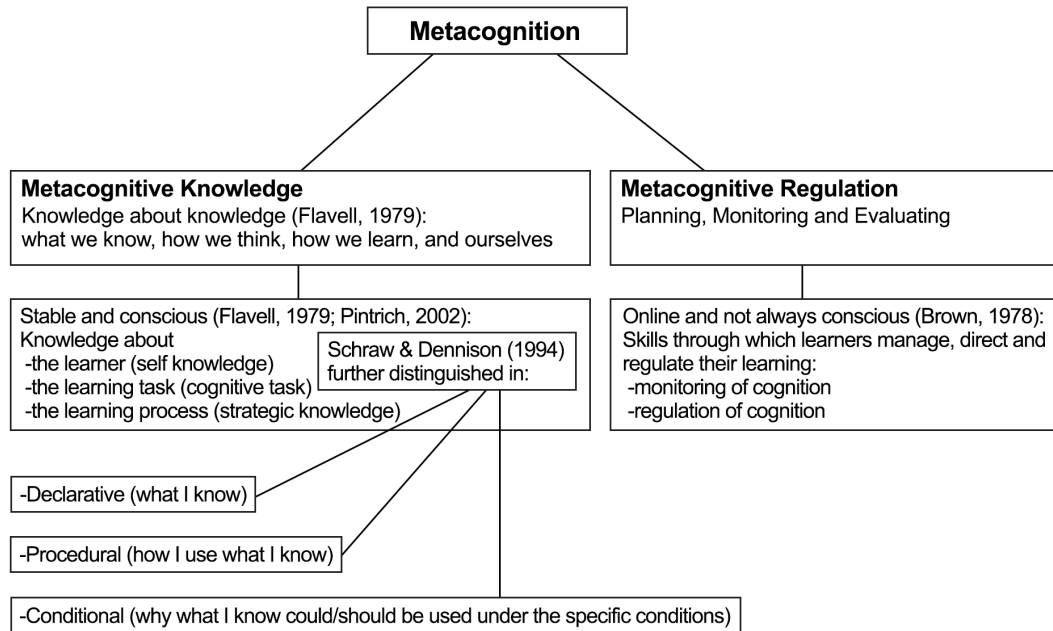 Metacognition
Metacognitive Knowledge
Knowledge about knowledge (Flavell, 1979):
what we know, how we think, how we learn, and ourselves
Metacognitive Regulation
Planning, Monitoring and Evaluating
Stable and conscious (Flavell, 1979; Pintrich, 2002):
Knowledge about
-the learner (self knowledge)
-the learning task (cognitive task)
-the learning process (strategic knowledge)
Schraw & Dennison (1994)
further distinguished in:
Online and not always conscious (Brown, 1978):
Skills through which learners manage, direct and
regulate their learning:
-monitoring of cognition
-regulation of cognition
-Declarative (what I know)
-Procedural (how I use what I know)
-Conditional (why what I know could/should be used under the specific conditions)